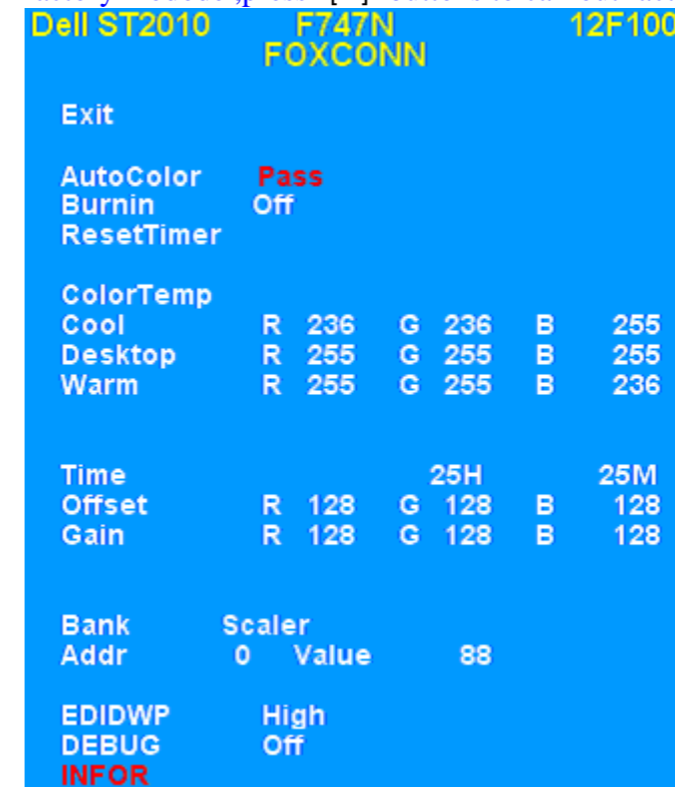 Dell ST2010 F747N 12F100
FOXCONN
Exit
AutoColor Pass
Burnin Off
ResetTimer
ColorTemp
Cool R 236 G 236 B 255
Desktop R 255 G 255 B 255
Warm R 255 G 255 B 236
Time 25H 25M
Offset R 128 G 128 B 128
Gain R 128 G 128 B 128
Bank Scaler
Addr 0 Value 88
EDIDWP High
DEBUG Off
INFOR